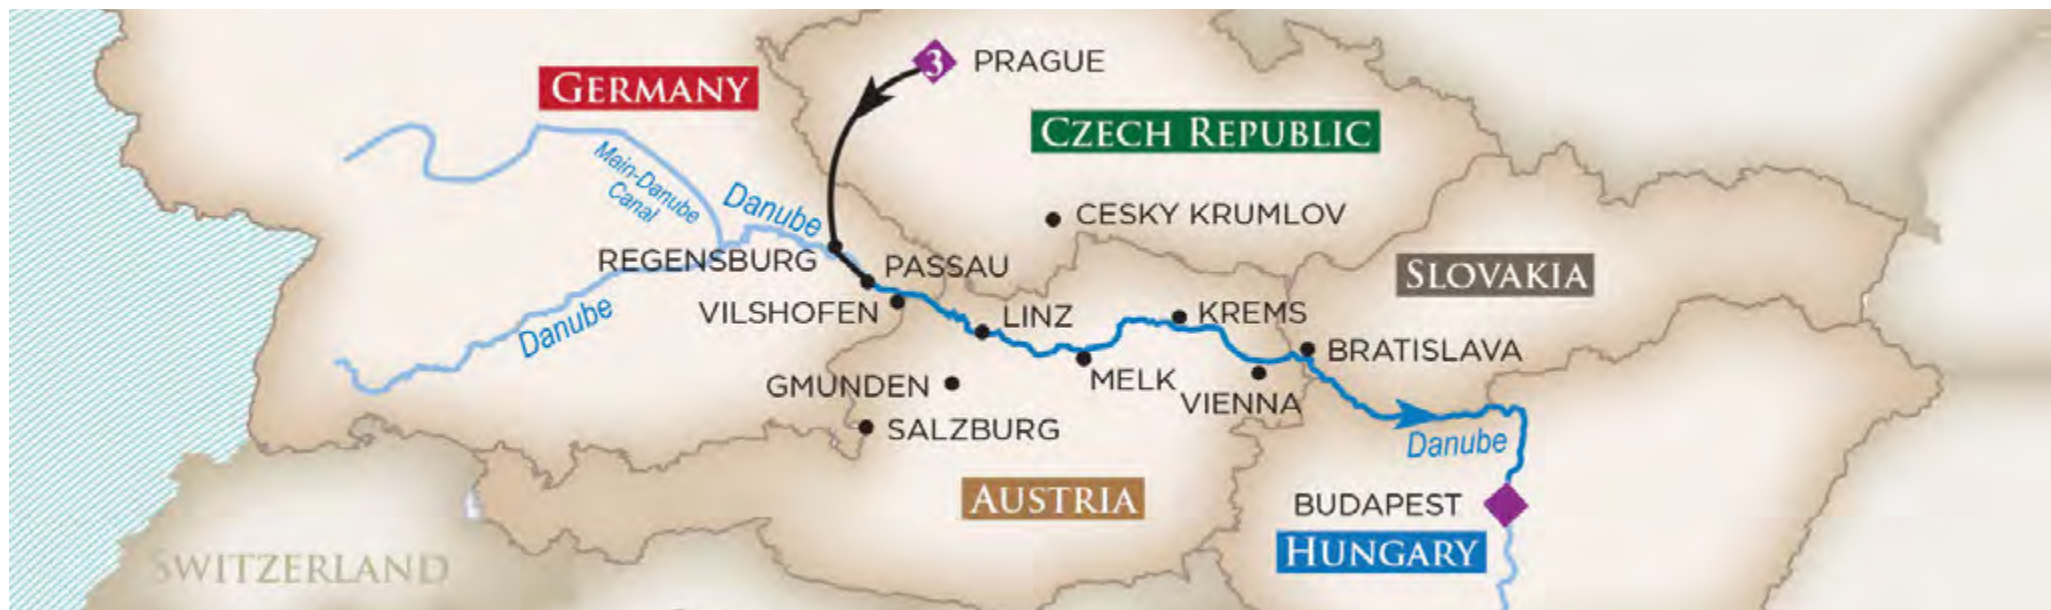 3 PRAGUE
GERMANY
CZECH REPUBLIC
Main-Danube
Canal
Danube
CESKY KRUMLOV
REGENSBURG
PASSAU
SLOVAKIA
VILSHOFEN
LINZ
KREMS
Danube
BRATISLAVA
GMUNDEN
MELK
VIENNA
SALZBURG
Danube
AUSTRIA
BUDAPEST
HUNGARY
SWITZERLAND